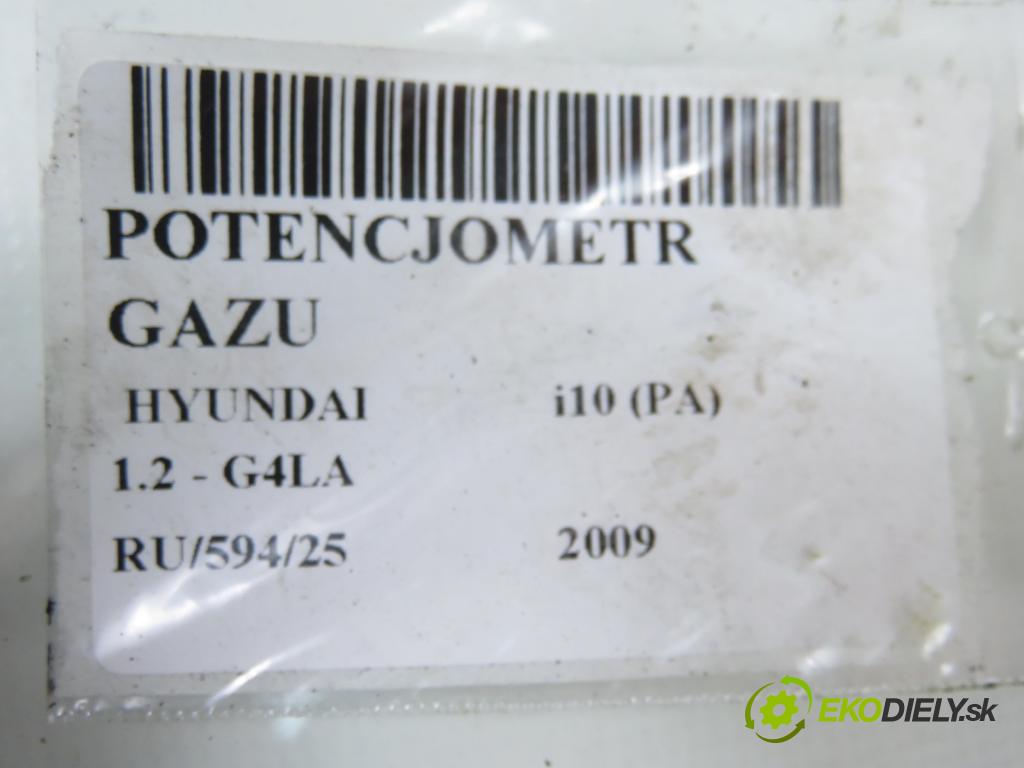 POTENCJOMETR
GAZU
HYUNDAI i10 (PA)
1.2 - G4LA
RU/594/25 2009
EKODIELY.sk